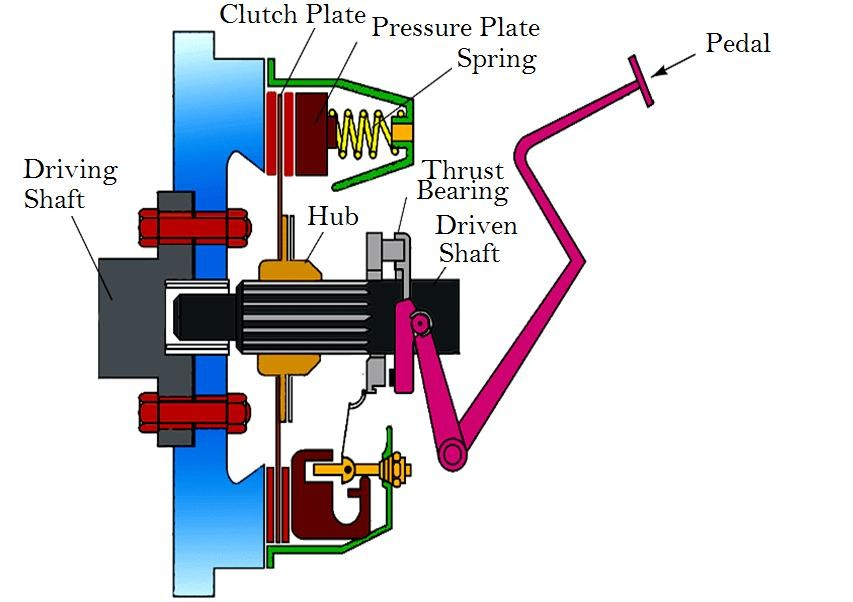 Clutch Plate
Pressure Plate
Spring
Pedal
Driving
Shaft
Thrust
Bearing
Hub
Driven
Shaft